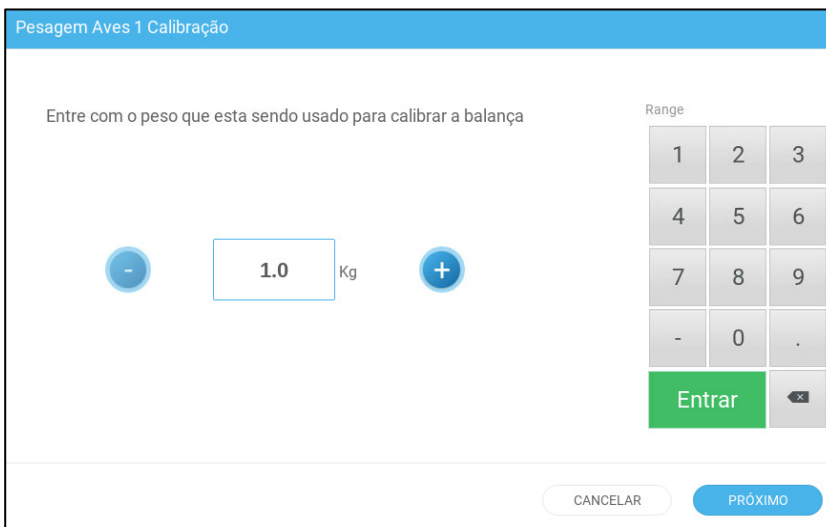 Pesagem Aves 1 Calibração
Entre com o peso que esta sendo usado para calibrar a balança
Range
1 2 3
4 5 6
- 1.0 Kg +
7 8 9
- 0 .
Entrar
CANCELAR PRÓXIMO